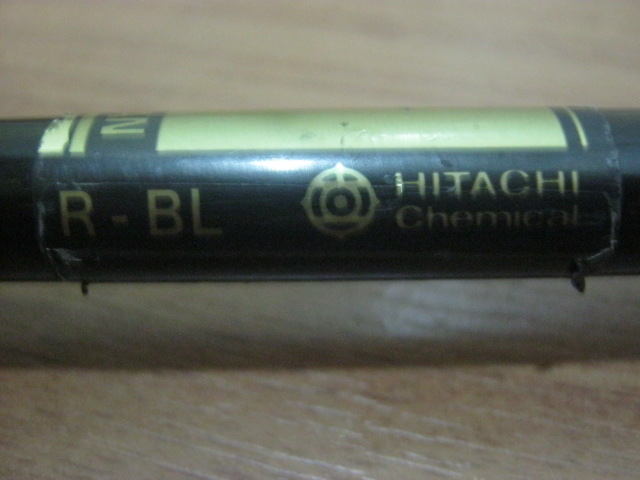 N
R - BL
HITACHI
Chemical